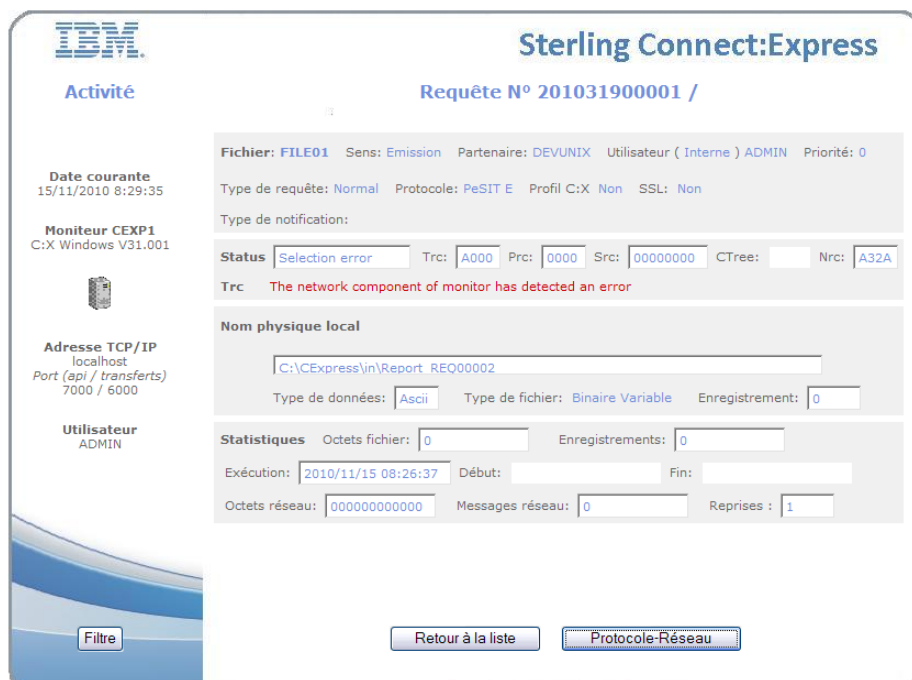 IBM.
Sterling Connect:Express
Activité
Requête N° 201031900001 /
Date courante
15/11/2010 8:29:35
Moniteur CEXP1
C:X Windows V31.001
Adresse TCP/IP
localhost
Port (api / transferts)
7000 / 6000
Utilisateur
ADMIN
Filtre
Fichier: FILE01 Sens: Emission Partenaire: DEVUNIX Utilisateur ( Interne ) ADMIN Priorité: 0
Type de requête: Normal Protocole: PeSIT E Profil C:X Non SSL: Non
Type de notification:
Status Selection error Trc: A000 Prc: 0000 Src: 00000000 CTree: Nrc: A32A
Trc The network component of monitor has detected an error
Nom physique local
C:\CExpress\in\Report_REQ00002
Type de données: Ascii Type de fichier: Binaire Variable Enregistrement: 0
Statistiques Octets fichier: 0 Enregistrements: 0
Exécution: 2010/11/15 08:26:37 Début: Fin:
Octets réseau: 000000000000 Messages réseau: 0 Reprises : 1
Retour à la liste Protocole-Réseau